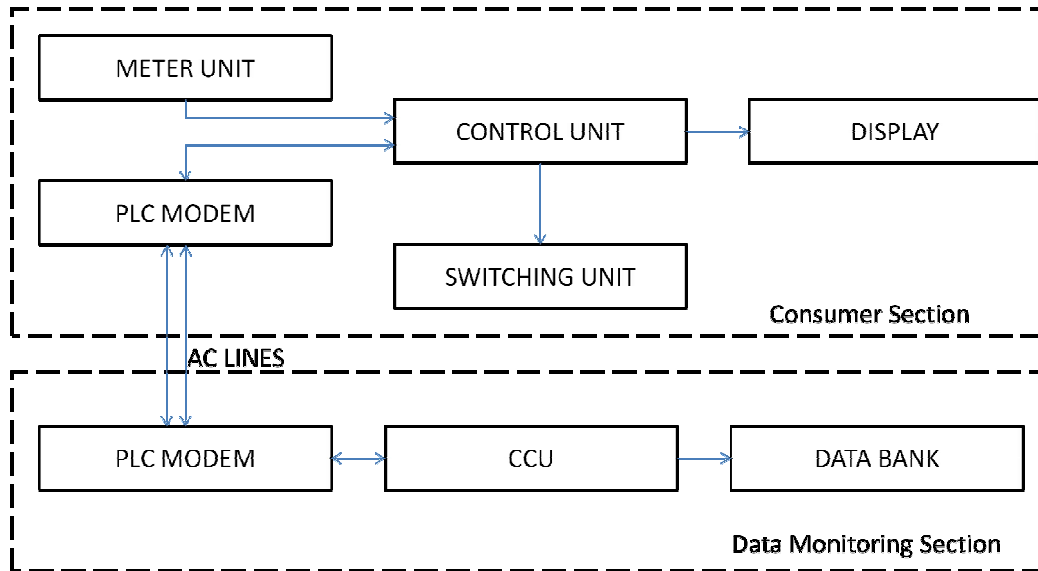 METER UNIT
CONTROL UNIT
DISPLAY
PLC MODEM
SWITCHING UNIT
Consumer Section
AC LINES
PLC MODEM
CCU
DATA BANK
Data Monitoring Section